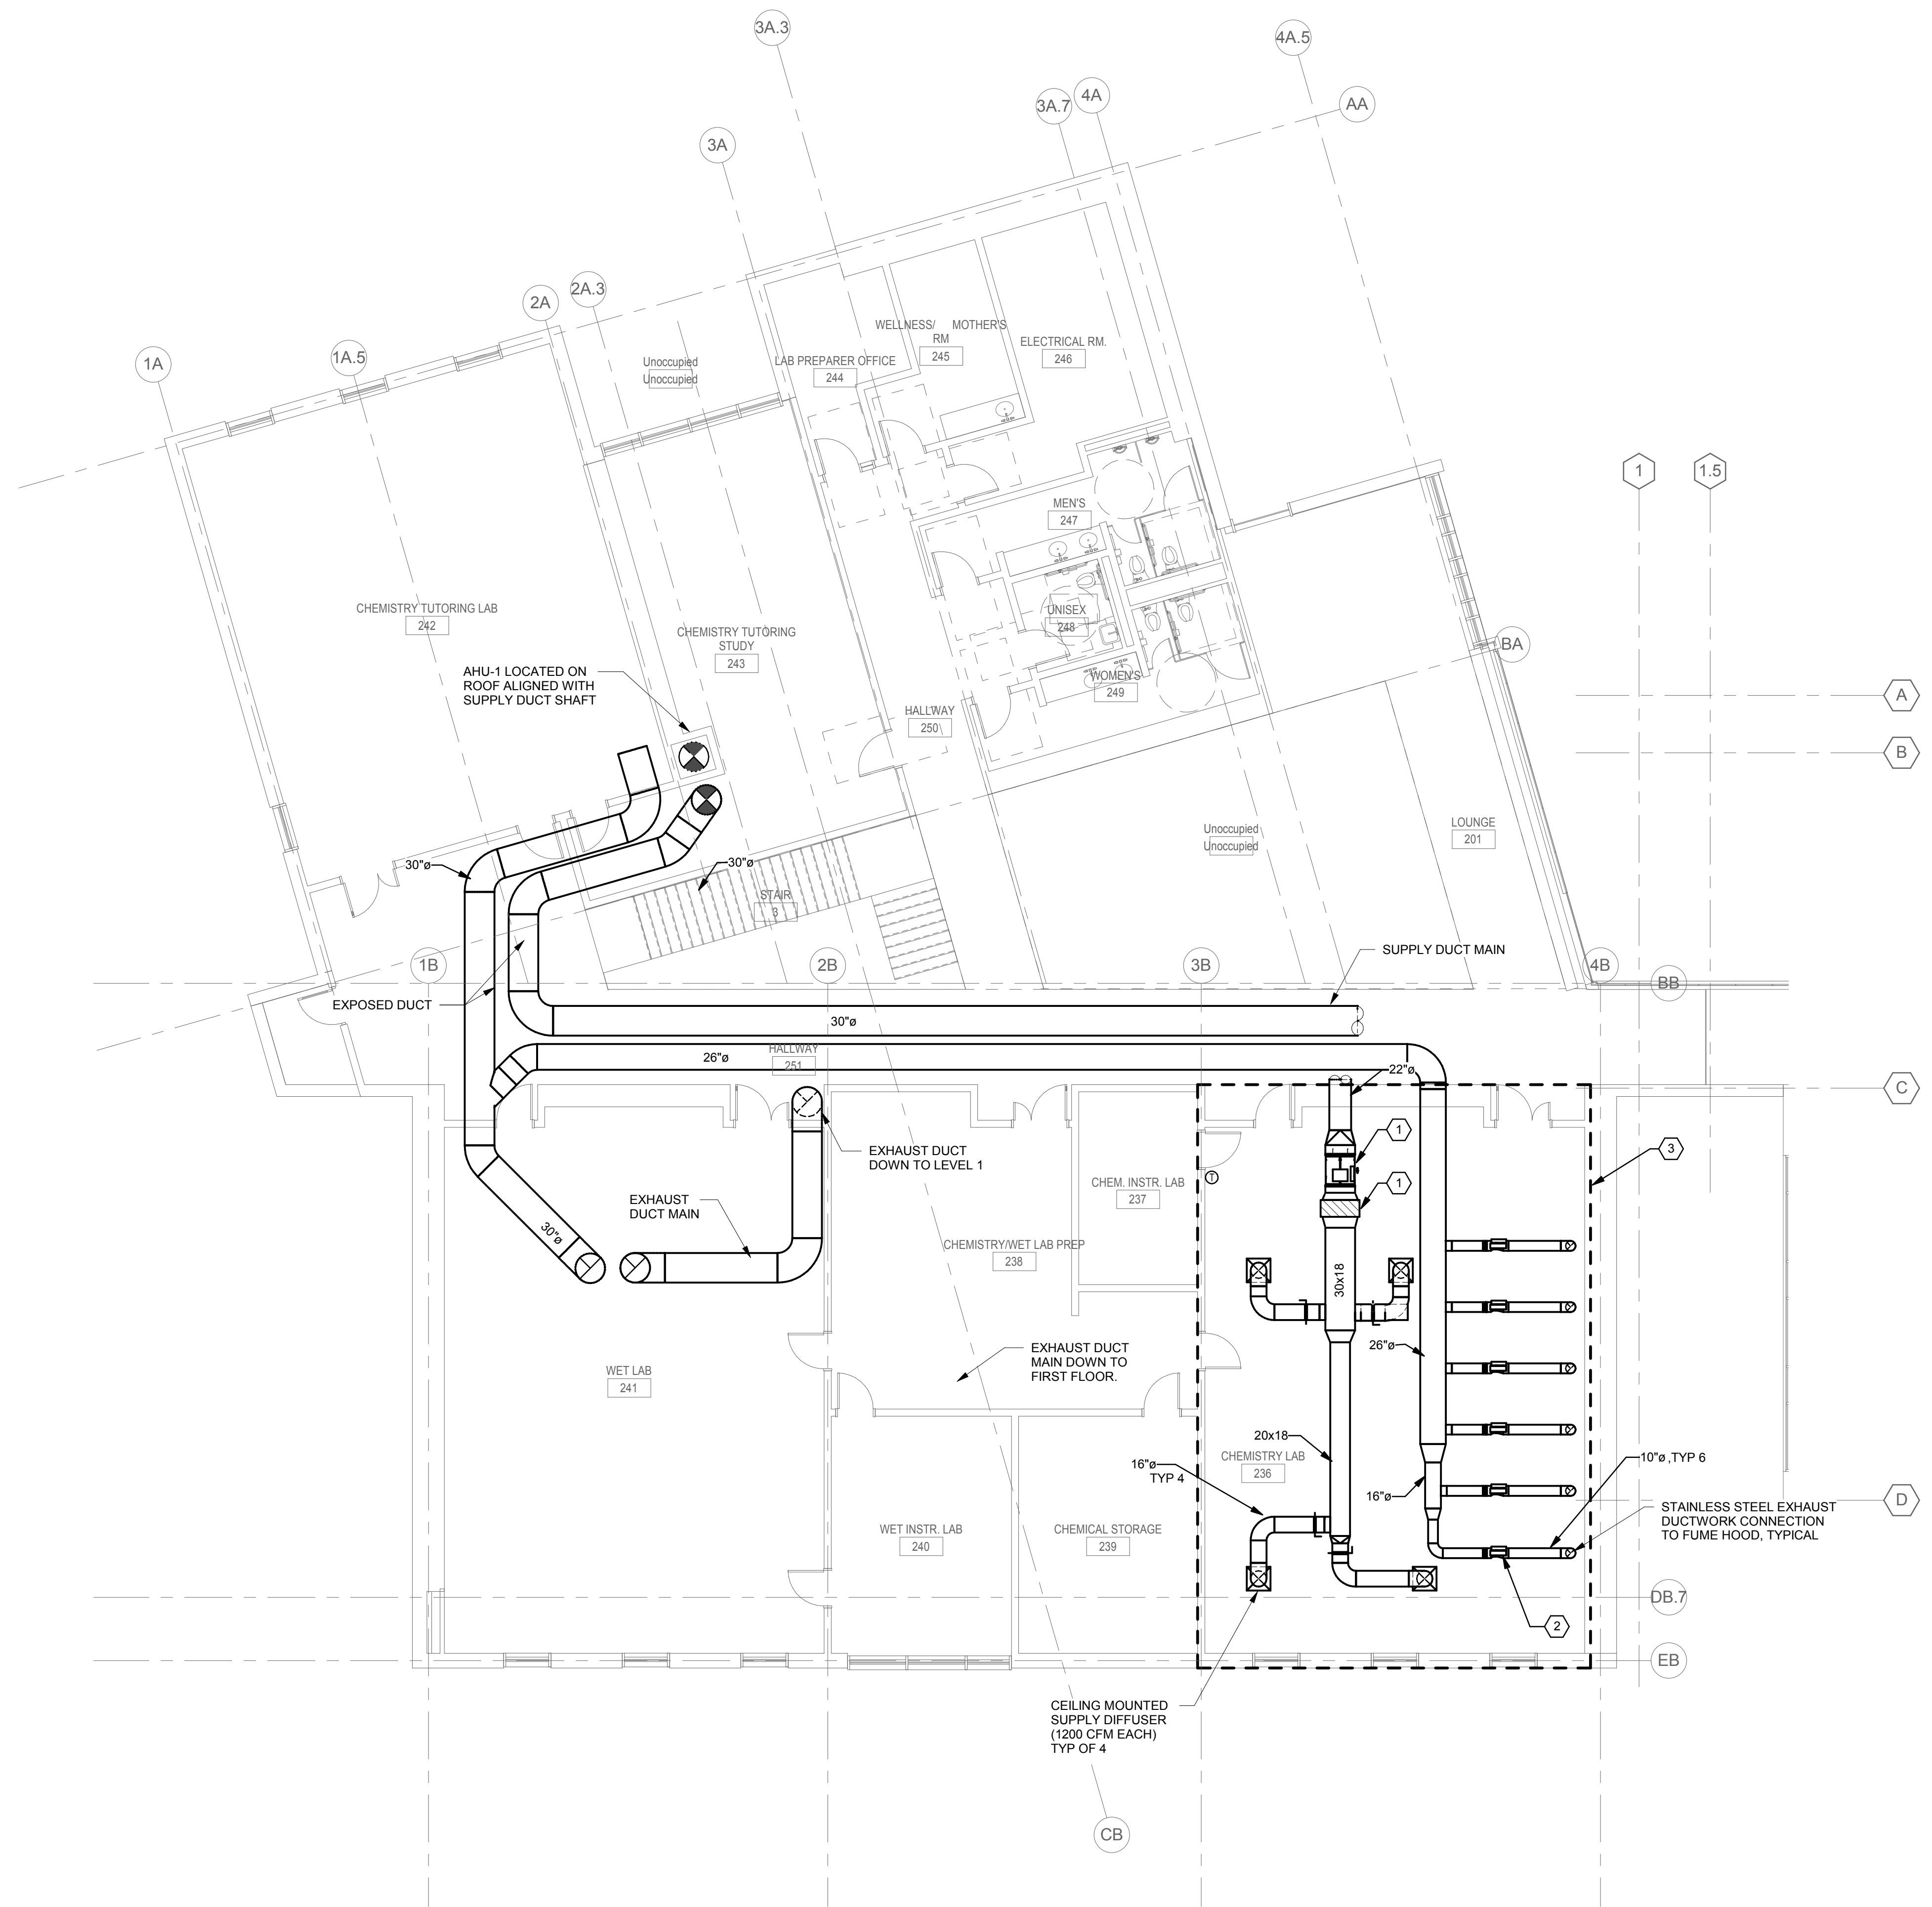 3A.3
4A.5
3A.7
4A
AA
3A
2A
2A.3
1A
1A.5
WELLNESS/ MOTHER'S
RM
245
ELECTRICAL RM.
246
LAB PREPARER OFFICE
244
Unoccupied
Unoccupied
1
1.5
MEN'S
247
CHEMISTRY TUTORING LAB
242
UNISEX
248
CHEMISTRY TUTORING
STUDY
243
BA
WOMEN'S
249
AHU-1 LOCATED ON
ROOF ALIGNED WITH
SUPPLY DUCT SHAFT
HALLWAY
250
A
B
Unoccupied
Unoccupied
LOUNGE
201
30"ø
30"ø
STAIR
3
SUPPLY DUCT MAIN
1B
2B
3B
4B
BB
EXPOSED DUCT
30"ø
HALLWAY
251
26"ø
22"ø
C
1
3
EXHAUST DUCT
DOWN TO LEVEL 1
T
1
CHEM. INSTR. LAB
237
EXHAUST
DUCT MAIN
30"ø
CHEMISTRY/WET LAB PREP
238
30x18
EXHAUST DUCT
MAIN DOWN TO
FIRST FLOOR.
26"ø
WET LAB
241
20x18
CHEMISTRY LAB
236
16"ø
TYP 4
10"ø ,TYP 6
16"ø
STAINLESS STEEL EXHAUST
DUCTWORK CONNECTION
TO FUME HOOD, TYPICAL
D
WET INSTR. LAB
240
CHEMICAL STORAGE
239
DB.7
2
EB
CEILING MOUNTED
SUPPLY DIFFUSER
(1200 CFM EACH)
TYP OF 4
CB